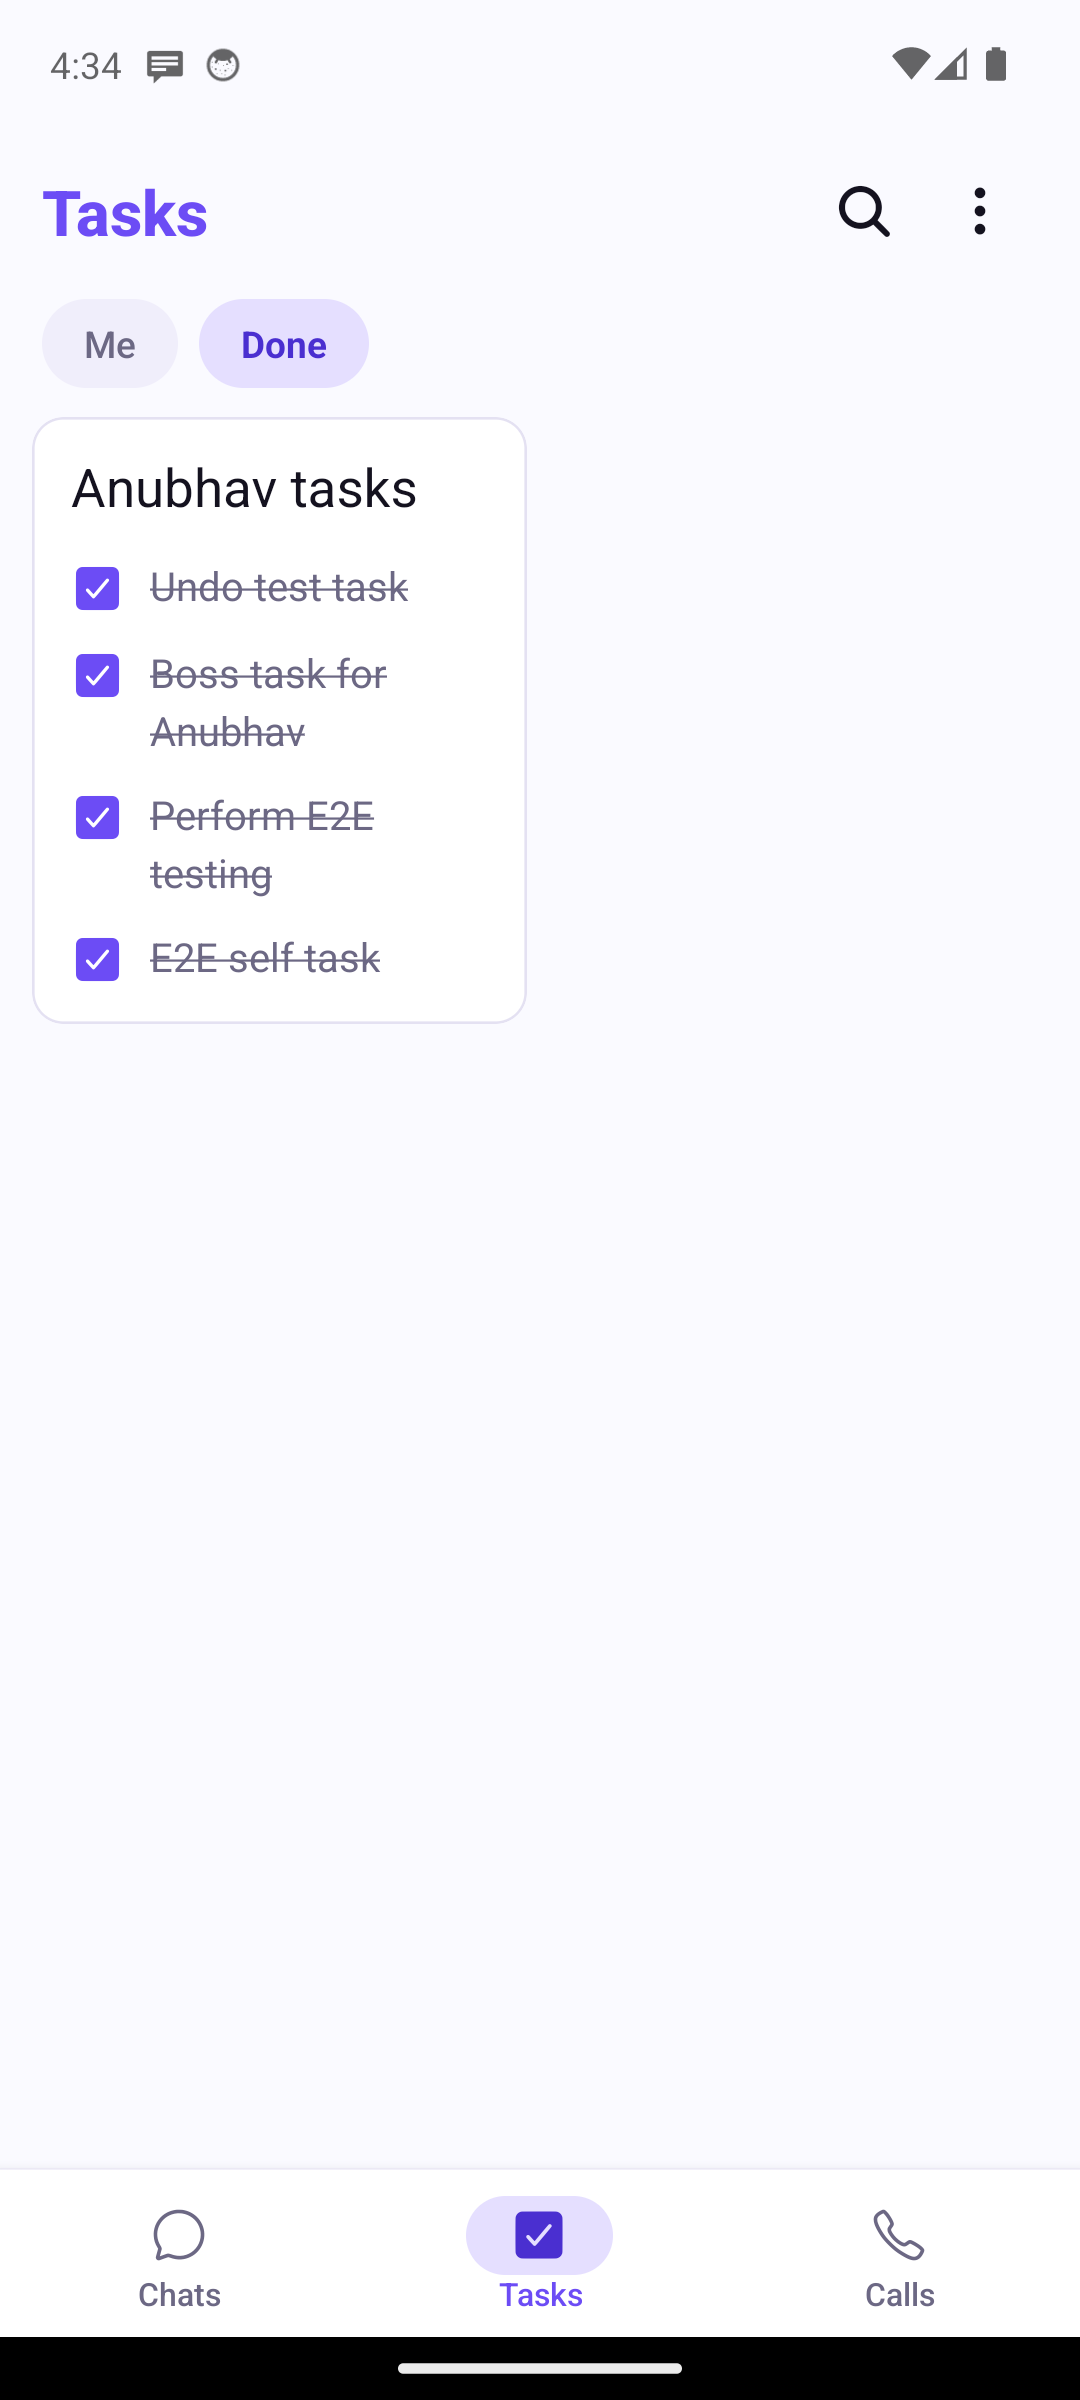 4:34
Tasks
Me
Done
Anubhav tasks
Undo test task
Boss task for
Anubhav
Perform E2E
testing
E2E self task
Chats
Tasks
Calls